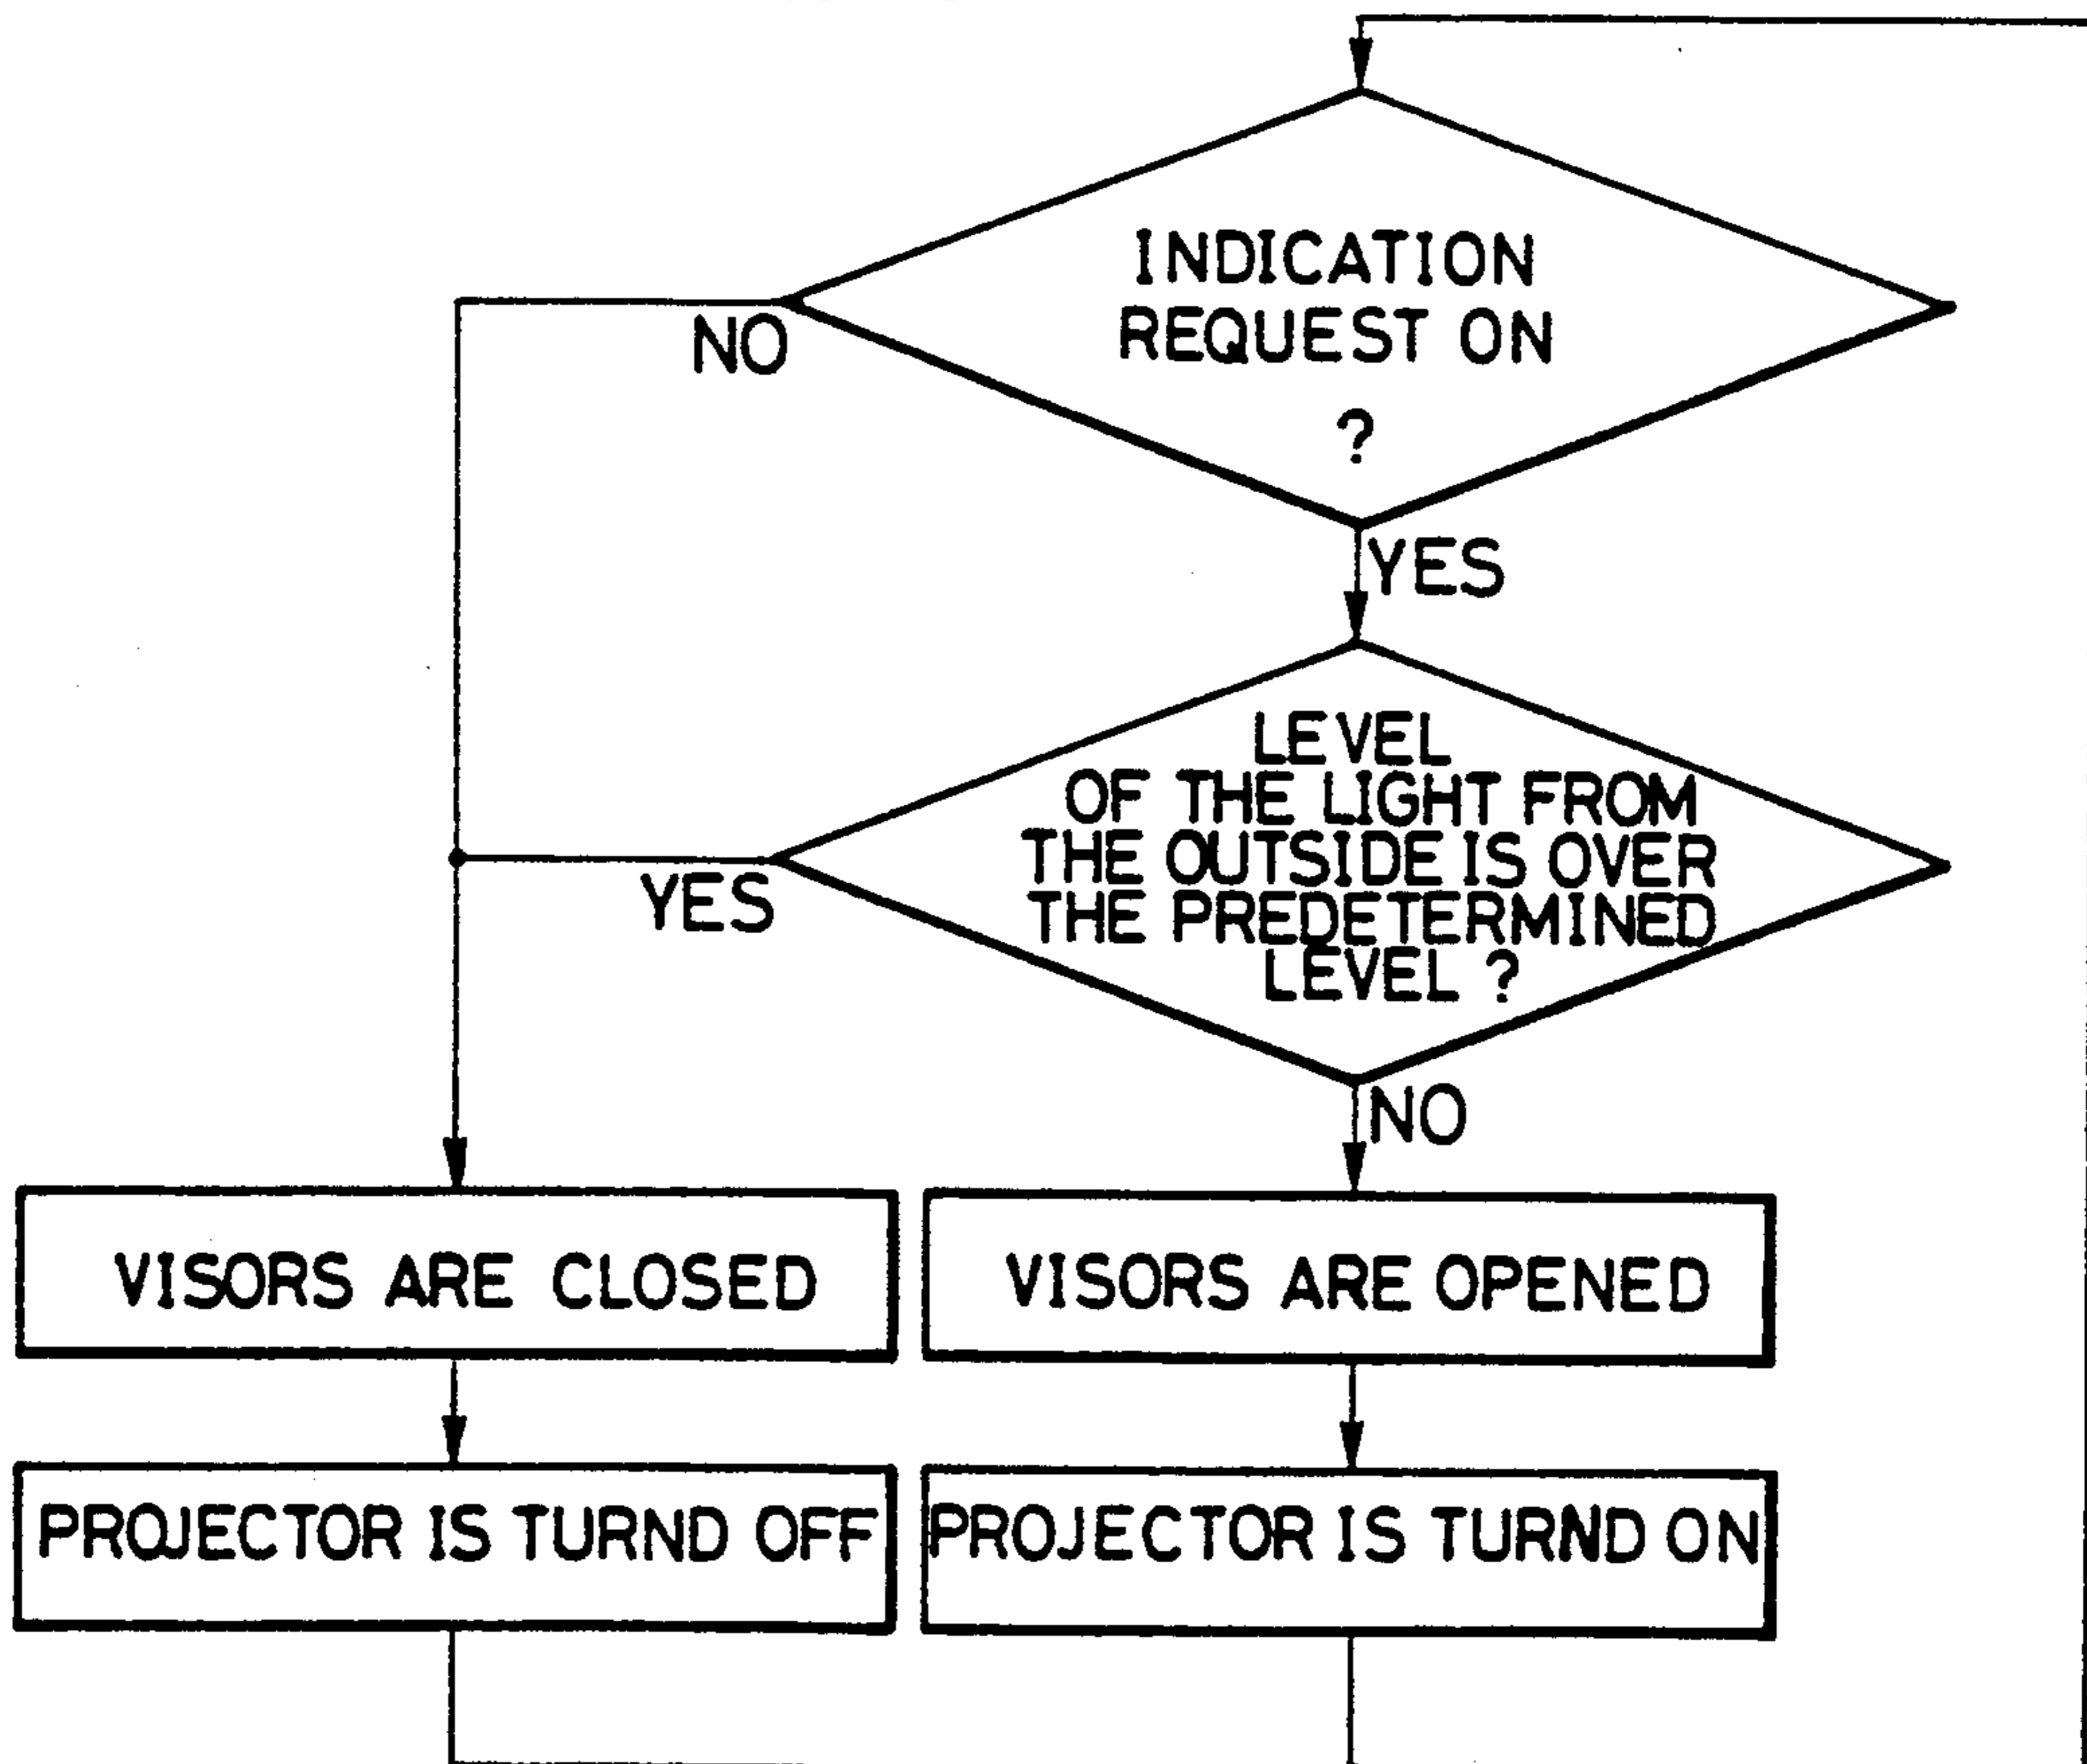 INDICATION
REQUEST ON
?
NO
YES
LEVEL
OF THE LIGHT FROM
THE OUTSIDE IS OVER
THE PREDETERMINED
LEVEL ?
YES
NO
VISORS ARE CLOSED
VISORS ARE OPENED
PROJECTOR IS TURND OFF
PROJECTOR IS TURND ON